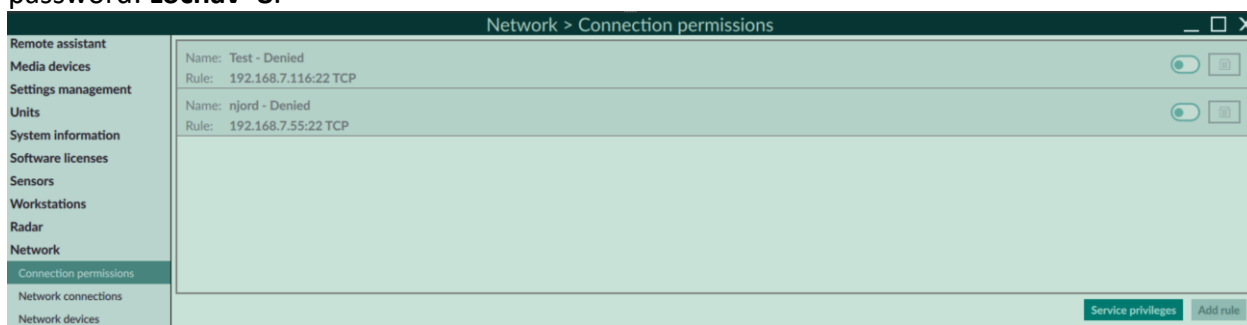 Network > Connection permissions
Remote assistant
Media devices
Settings management
Units
System information
Software licenses
Sensors
Workstations
Radar
Network
Connection permissions
Network connections
Network devices
Name: Test - Denied
Rule: 192.168.7.116:22 TCP
Name: njord - Denied
Rule: 192.168.7.55:22 TCP
Service privileges
Add rule